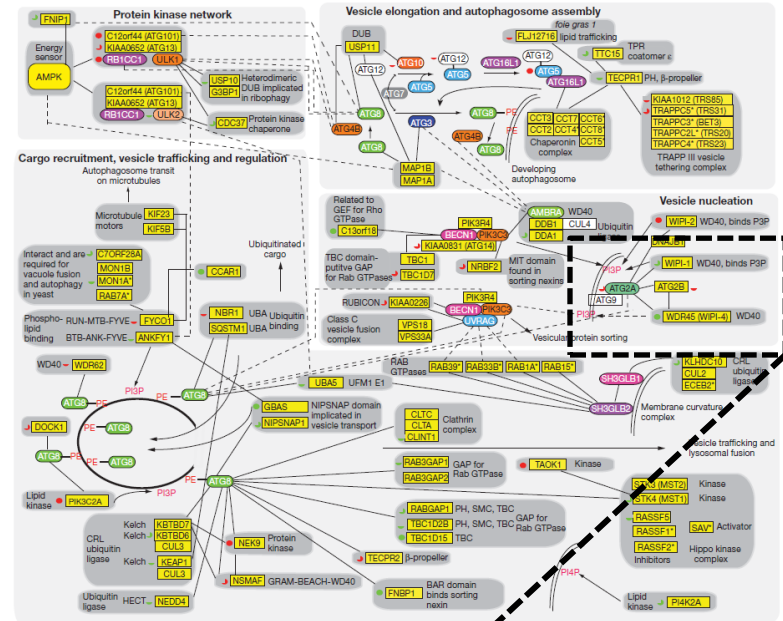 Protein kinase network
FNIP1
Energy
sensor
AMPK
C12orf44 (ATG101)
KIAA0652 (ATG13)
RB1CC1
ULK1
C12orf44 (ATG101)
KIAA0652 (ATG13)
RB1CC1
ULK2
USP10
G3BP1
Heterodimeric
DUB implicated
in ribophagy
CDC37
Protein kinase
chaperone
Vesicle elongation and autophagosome assembly
DUB
USP11
ATG12
ATG10
ATG12
ATG7
ATG5
ATG5
ATG16L1
ATG12
ATG5
ATG16L1
fole gras 1
FLJ12716
lipid trafficking
TTC15
TPR
coatomer ε
TECPR1
PH, β-propeller
ATG4B
ATG8
ATG8
ATG3
ATG4B
ATG8
PE
ATG8
MAP1B
MAP1A
Developing
autophagosome
CCT3
CCT7
CCT6*
CCT2
CCT4*
CCT8*
CCT5*
Chaperonin
complex
KIAA1012 (TRS85)
TRAPPC5* (TRS31)
TRAPPC3* (BET3)
TRAPPC2L* (TRS20)
TRAPPC4* (TRS23)
TRAPP III vesicle
tethering complex
Cargo recruitment, vesicle trafficking and regulation
Autophagosome transit
on microtubules
Microtubule
motors
KIF23
KIF5B
Interact and are
required for
vacuole fusion
and autophagy
in yeast
C7ORF28A
MON1B
MON1A*
RAB7A*
CCAR1
Ubiquitinated
cargo
Phospho-
lipid
binding
RUN-MTB-FYVE
FYCO1
BTB-ANK-FYVE
ANKFY1
NBR1
UBA
SQSTM1
UBA
Ubiquitin
binding
WD40
WDR62
PI3P
ATG8
PE
ATG8
UBA5
UFM1 E1
DOCK1
PE
ATG8
ATG8
PE
ATG8
PE
ATG8
PI3P
Lipid
kinase
PIK3C2A
GBAS
NIPSNAP1
NIPSNAP domain
implicated in
vesicle transport
Related to
GEF for Rho
GTPase
C13orf18
PIK3R4
BECN1
PIK3C3
KIAA0831 (ATG14)
TBC domain-
putitive GAP
for Rab GTPases
TBC1
TBC1D7
NRBF2
MIT domain
found in
sorting nexins
AMBRA
WD40
DDB1
CUL4
DDA1
Ubiquitin
RUBICON
KIAA0226
PIK3R4
BECN1
PIK3C3
UVRAG
Class C
vesicle fusion
complex
VPS18
VPS33A
Vesicular protein sorting
Vesicle nucleation
WIPI-2
WD40, binds P3P
DNAJB1
PI3P
WIPI-1
WD40, binds P3P
ATG2A
ATG9
ATG2B
PI3P
WDR45 (WIPI-4)
WD40
RAB
GTPases
RAB39*
RAB33B*
RAB1A*
RAB15*
SH3GLB1
SH3GLB2
Membrane curvature
complex
KLHDC10
CUL2
ECEB2*
CRL
ubiquitin
ligase
CLTC
CLTA
CLINT1
Clathrin
complex
Vesicle trafficking and
lysosomal fusion
RAB3GAP1
RAB3GAP2
GAP for
Rab GTPase
TAOK1
Kinase
STK3 (MST2)
Kinase
STK4 (MST1)
Kinase
RABGAP1
PH, SMC, TBC
TBC1D2B
PH, SMC, TBC
TBC1D15
TBC
GAP for
Rab GTPase
RASSF5
RASSF1*
RASSF2*
Inhibitors
SAV*
Activator
Hippo kinase
complex
CRL
ubiquitin
ligase
Kelch
KBTBD7
Kelch
KBTBD6
CUL3
Kelch
KEAP1
CUL3
NEK9
Protein
kinase
TECPR2
β-propeller
NSMAF
GRAM-BEACH-WD40
Ubiquitin
ligase
HECT
NEDD4
FNBP1
BAR domain
binds sorting
nexin
PI4P
Lipid
kinase
PI4K2A